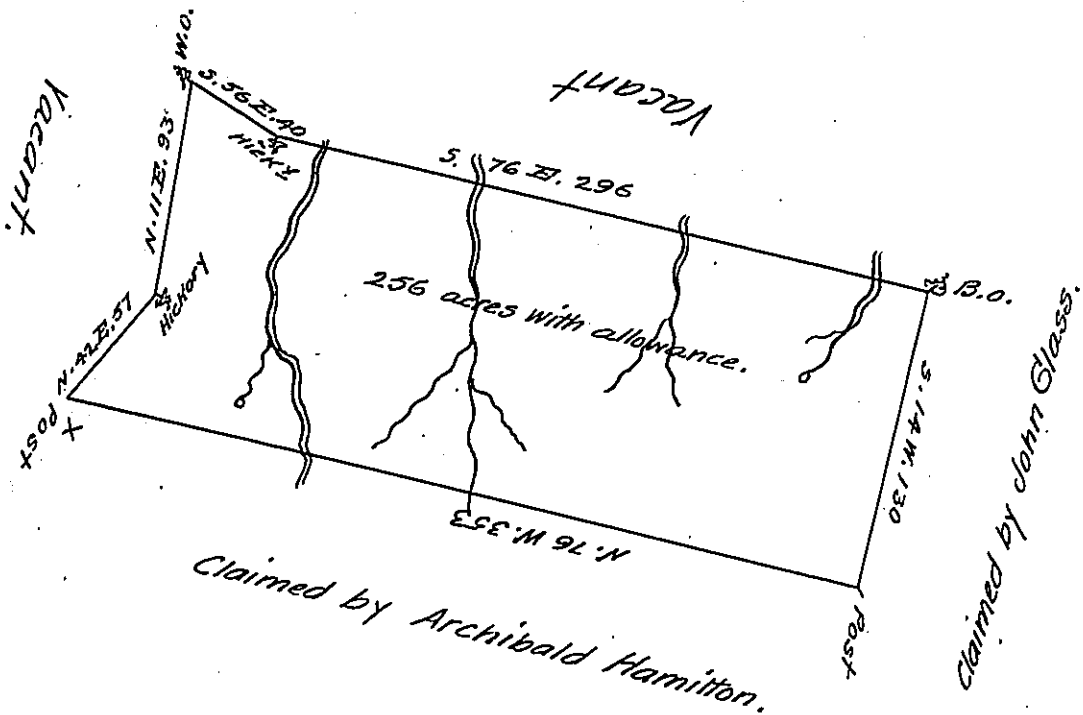 W.O.
Vacant
Vacant.
S. 56 E. 40
Hicky
S. 76 E. 296
N. 11 E. 93
256 acres with allowance.
B.O.
Hickory
N. 42 E. 57
Post
S. 14 W. 130
Claimed by John Glass.
N. 76 W. 353
Claimed by Archibald Hamilton.
Post